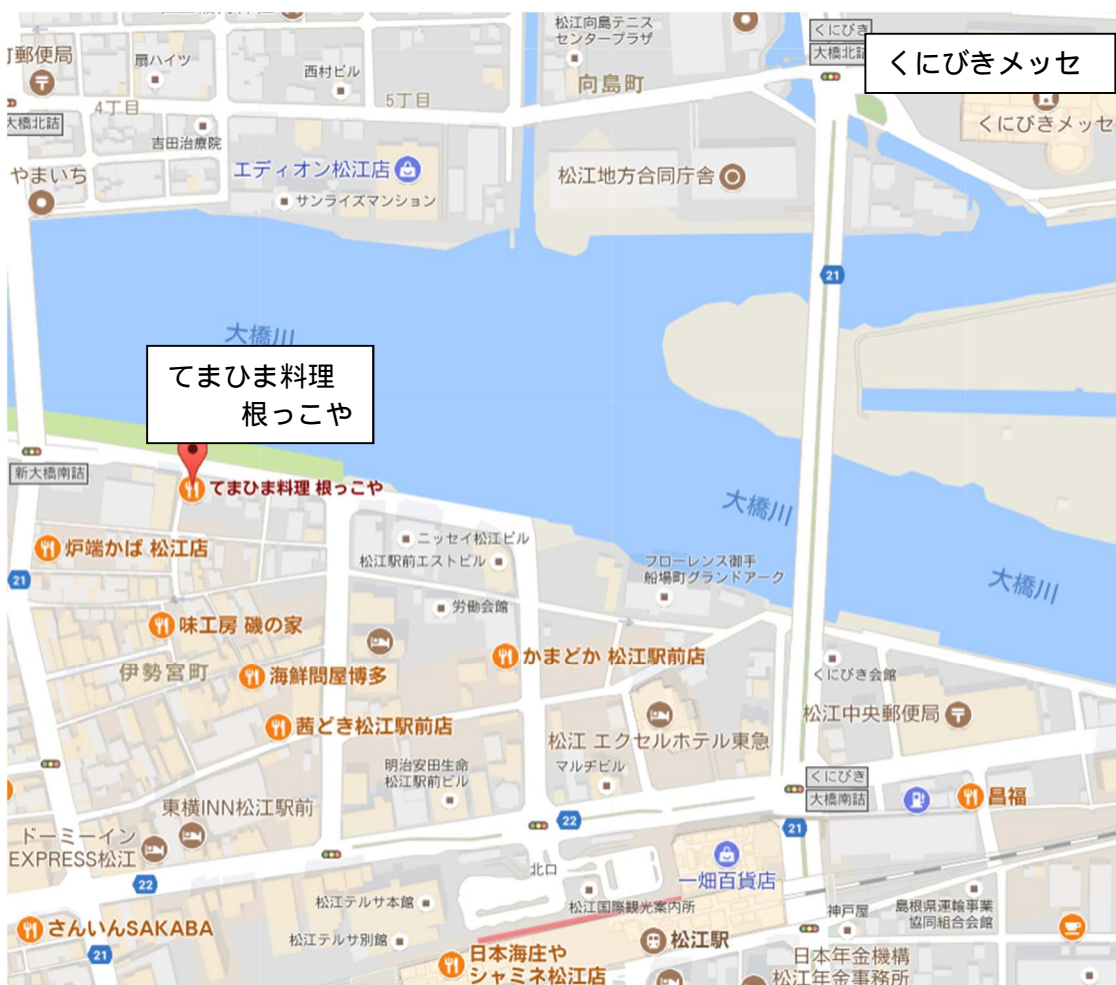 松江向島テニス
センタープラザ
くにびき
大橋北詰
くにびきメッセ
くにびきメッセ
郵便局
扇ハイツ
西村ビル
向島町
4丁目
5丁目
大橋北詰
吉田治療院
やまいち
エディオン松江店
サンライズマンション
松江地方合同庁舎
21
大橋川
てまひま料理
根っこや
新大橋南詰
てまひま料理 根っこや
大橋川
大橋川
炉端かば 松江店
ニッセイ松江ビル
松江駅前エストビル
フローレンス御手
船場町グランドアーク
21
労働会館
味工房 磯の家
伊勢宮町
海鮮問屋博多
かまどか 松江駅前店
くにびき会館
茜どき松江駅前店
松江 エクセルホテル東急
松江中央郵便局
明治安田生命
松江駅前ビル
マルヂビル
くにびき
大橋南詰
昌福
東横INN松江駅前
22
21
ドーミーイン
EXPRESS松江
北口
一畑百貨店
22
松江テルサ本館
松江国際観光案内所
神戸屋
島根県運輸事業
協同組合会館
さんいんSAKABA
21
松江テルサ別館
松江駅
日本海庄や
シャミネ松江店
日本年金機構
松江年金事務所